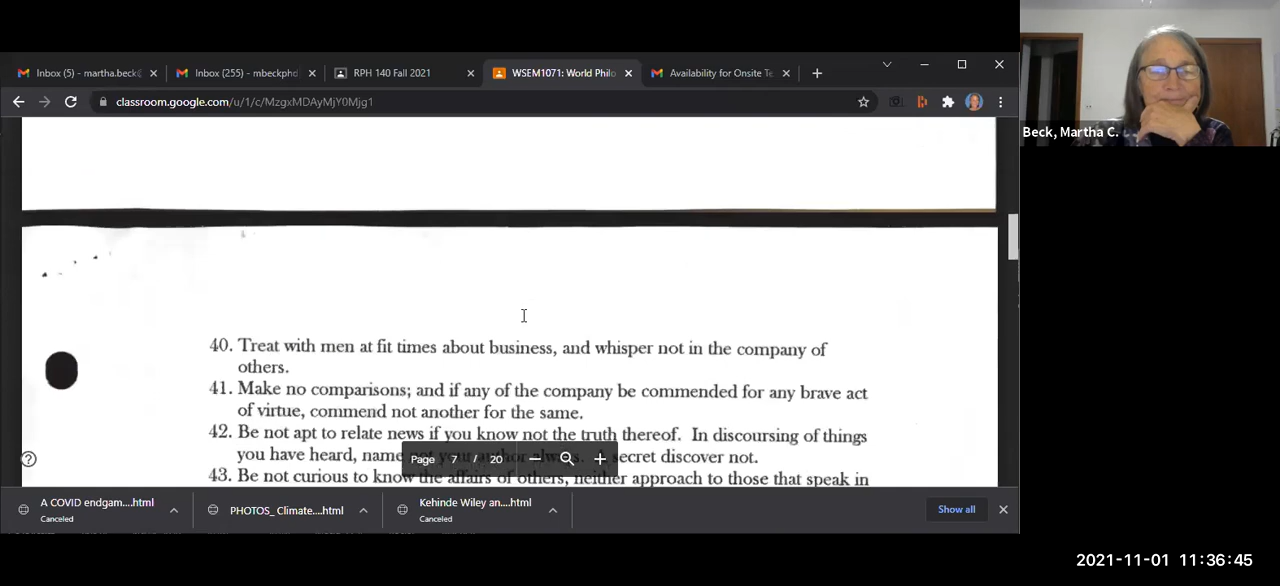 Inbox (5) - martha.beck@
Inbox (255) - mbeckphd
RPH 140 Fall 2021
WSEM1071: World Philo
Availability for Onsite Te
classroom.google.com/u/1/c/MzgxMDAyMjY0Mjg1
Beck, Martha C.
40. Treat with men at fit times about business, and whisper not in the company of
others.
41. Make no comparisons; and if any of the company be commended for any brave act
of virtue, commend not another for the same.
42. Be not apt to relate news if you know not the truth thereof. In discoursing of things
you have heard, name not your author always. A secret discover not.
43. Be not curious to know the affairs of others, neither approach to those that speak in
Page 7 / 20
A COVID endgam....html
Canceled
PHOTOS_ Climate....html
Kehinde Wiley an....html
Canceled
Show all
2021-11-01 11:36:45